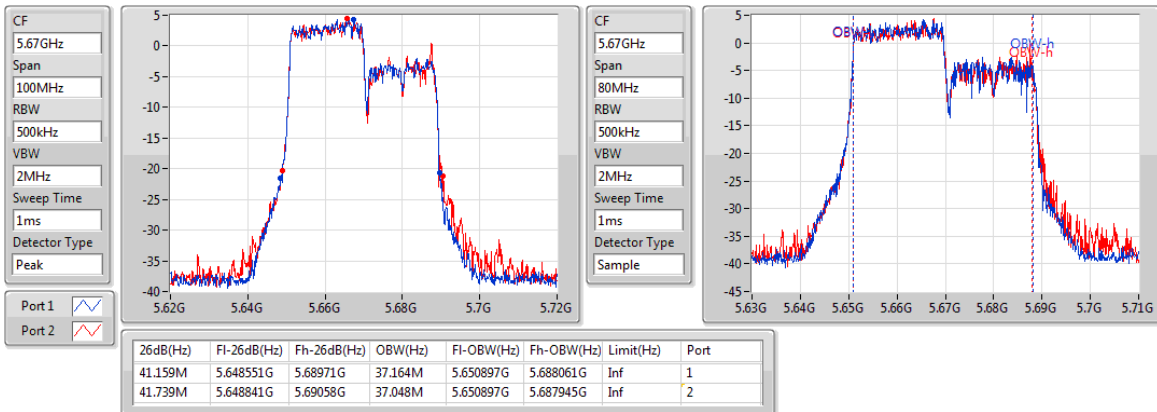 CF
5.67GHz
Span
100MHz
RBW
500kHz
VBW
2MHz
Sweep Time
1ms
Detector Type
Peak
Port 1
Port 2
5
0
-5
-10
-15
-20
-25
-30
-35
-40
5.62G 5.64G 5.66G 5.68G 5.7G 5.72G
CF
5.67GHz
Span
80MHz
RBW
500kHz
VBW
2MHz
Sweep Time
1ms
Detector Type
Sample
5
0
-5
-10
-15
-20
-25
-30
-35
-40
-45
OBW-h
OBW-h
5.63G 5.64G 5.65G 5.66G 5.67G 5.68G 5.69G 5.7G 5.71G
26dB(Hz) Fl-26dB(Hz) Fh-26dB(Hz) OBW(Hz) Fl-OBW(Hz) Fh-OBW(Hz) Limit(Hz) Port
41.159M 5.648551G 5.68971G 37.164M 5.650897G 5.688061G Inf 1
41.739M 5.648841G 5.69058G 37.048M 5.650897G 5.687945G Inf 2